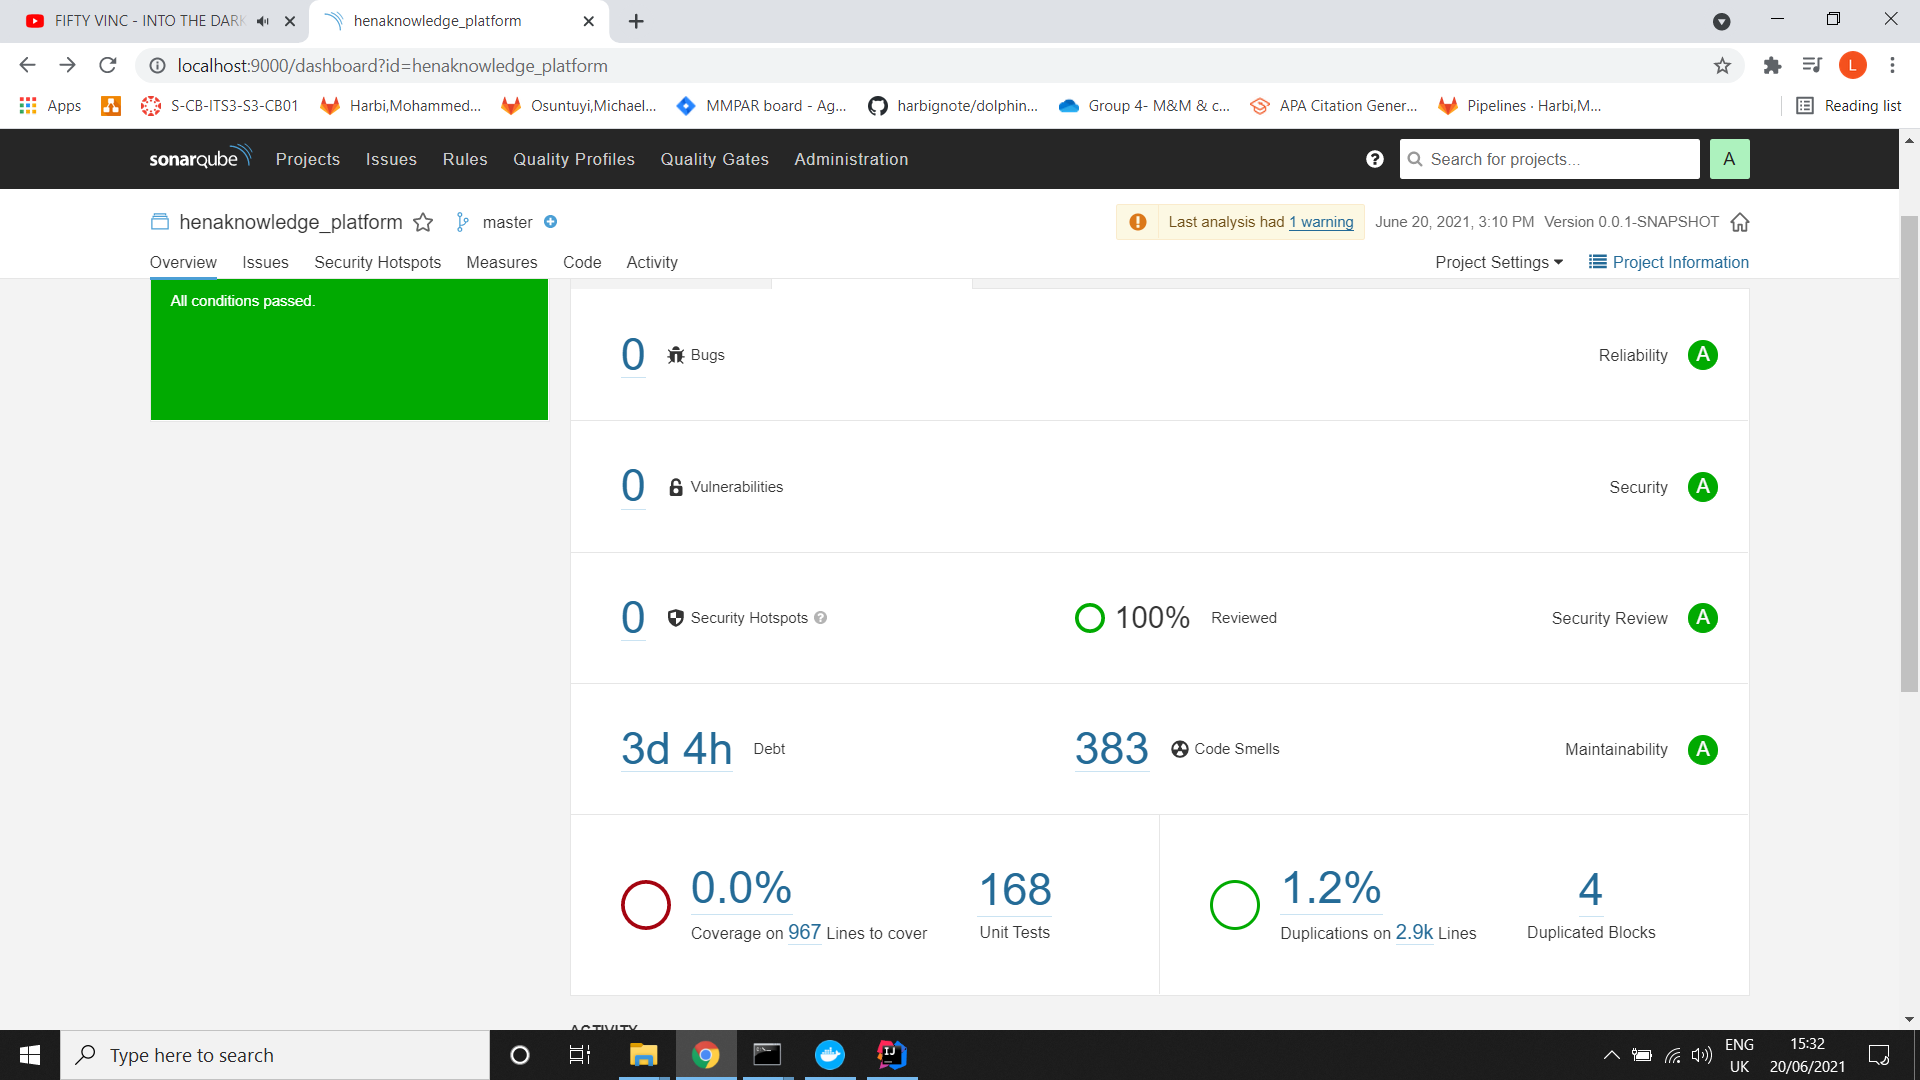 FIFTY VINC - INTO THE DARK
henaknowledge_platform
localhost:9000/dashboard?id=henaknowledge_platform
Apps
S-CB-ITS3-S3-CB01
Harbi,Mohammed...
Osuntuyi,Michael...
MMPAR board - Ag...
harbignote/dolphin...
Group 4- M&M & c...
APA Citation Gener...
Pipelines · Harbi,M...
Reading list
L
sonarqube
Projects
Issues
Rules
Quality Profiles
Quality Gates
Administration
Search for projects...
A
henaknowledge_platform
master
Last analysis had 1 warning
June 20, 2021, 3:10 PM
Version 0.0.1-SNAPSHOT
Overview
Issues
Security Hotspots
Measures
Code
Activity
Project Settings
Project Information
All conditions passed.
0 Bugs
Reliability A
0 Vulnerabilities
Security A
0 Security Hotspots
100% Reviewed
Security Review A
3d 4h Debt
383 Code Smells
Maintainability A
0.0%
Coverage on 967 Lines to cover
168
Unit Tests
1.2%
Duplications on 2.9k Lines
4
Duplicated Blocks
ACTIVITY
Type here to search
ENG
UK
15:32
20/06/2021